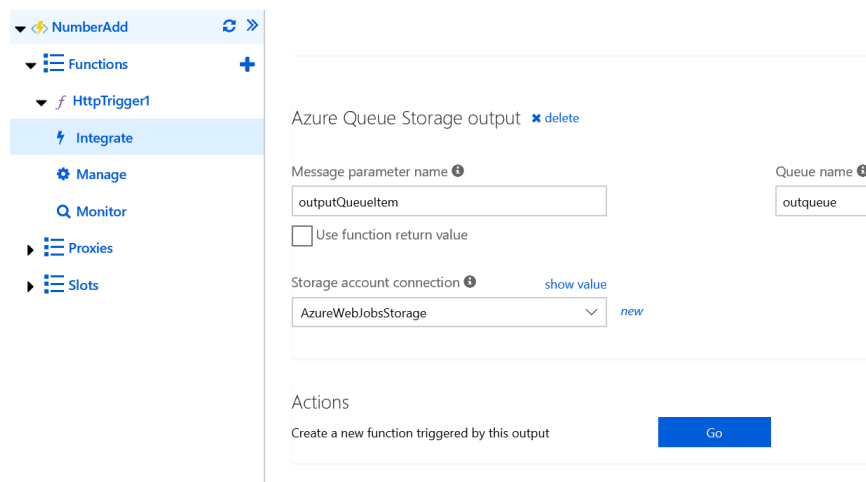 NumberAdd
Functions
HttpTrigger1
Integrate
Manage
Monitor
Proxies
Slots
Azure Queue Storage output ✖ delete
Message parameter name
Queue name
outputQueueItem
outqueue
Use function return value
Storage account connection
show value
AzureWebJobsStorage
new
Actions
Create a new function triggered by this output
Go